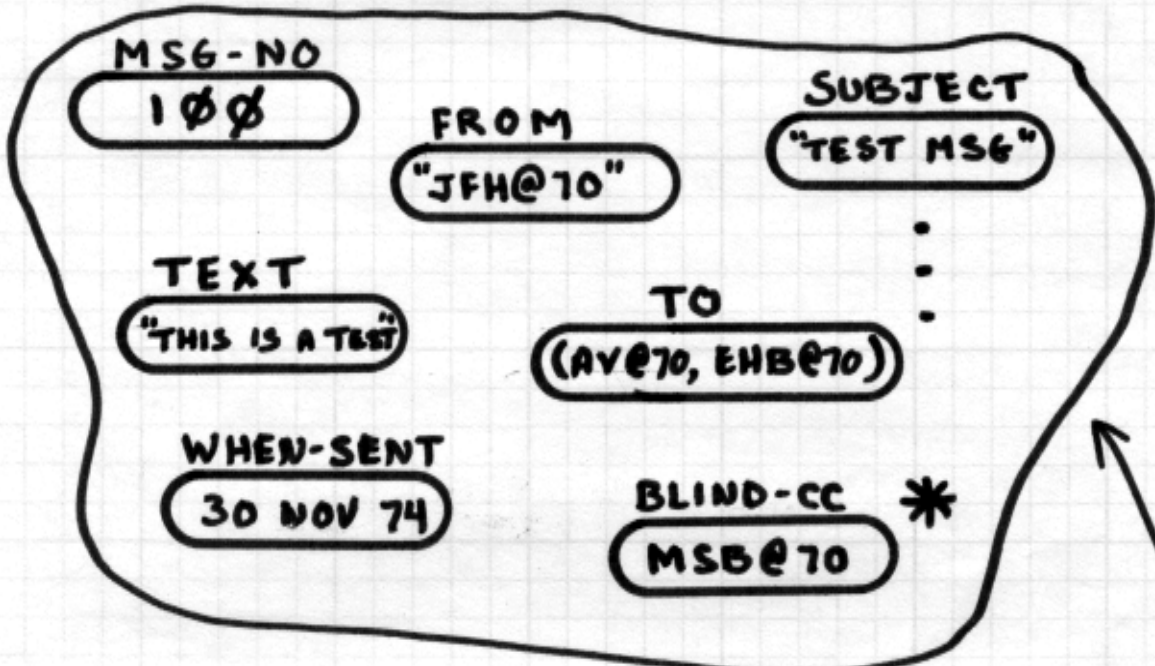 MSG-NO
1ØØ
FROM
"JFH@70"
SUBJECT
"TEST MSG"
TEXT
"THIS IS A TEST"
TO
(AV@70, EHB@70)
WHEN-SENT
30 NOV 74
BLIND-CC *
MSB@70